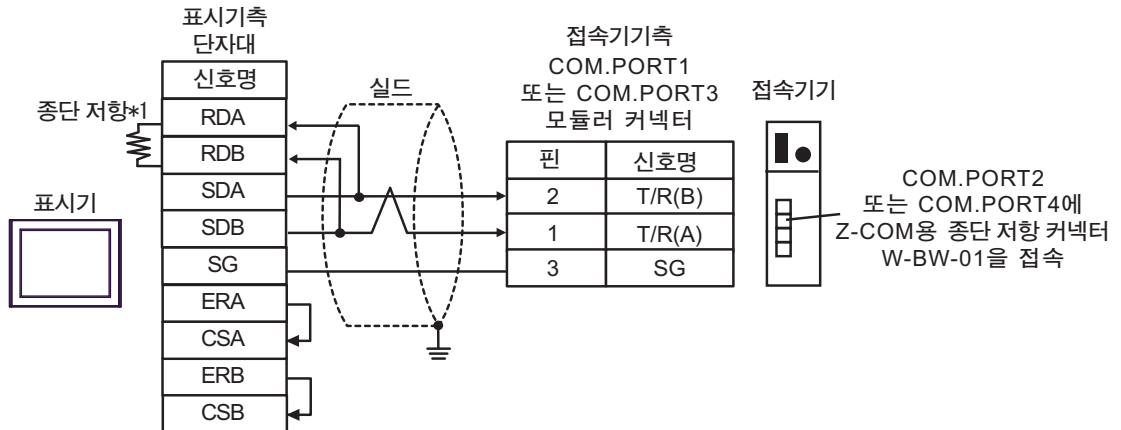 표시기측
단자대
신호명
종단 저항*1
RDA
RDB
SDA
SDB
SG
ERA
CSA
ERB
CSB
표시기
실드
접속기기측
COM.PORT1
또는 COM.PORT3
모듈러 커넥터
핀 신호명
2 T/R(B)
1 T/R(A)
3 SG
접속기기
COM.PORT2
또는 COM.PORT4에
Z-COM용 종단 저항 커넥터
W-BW-01을 접속